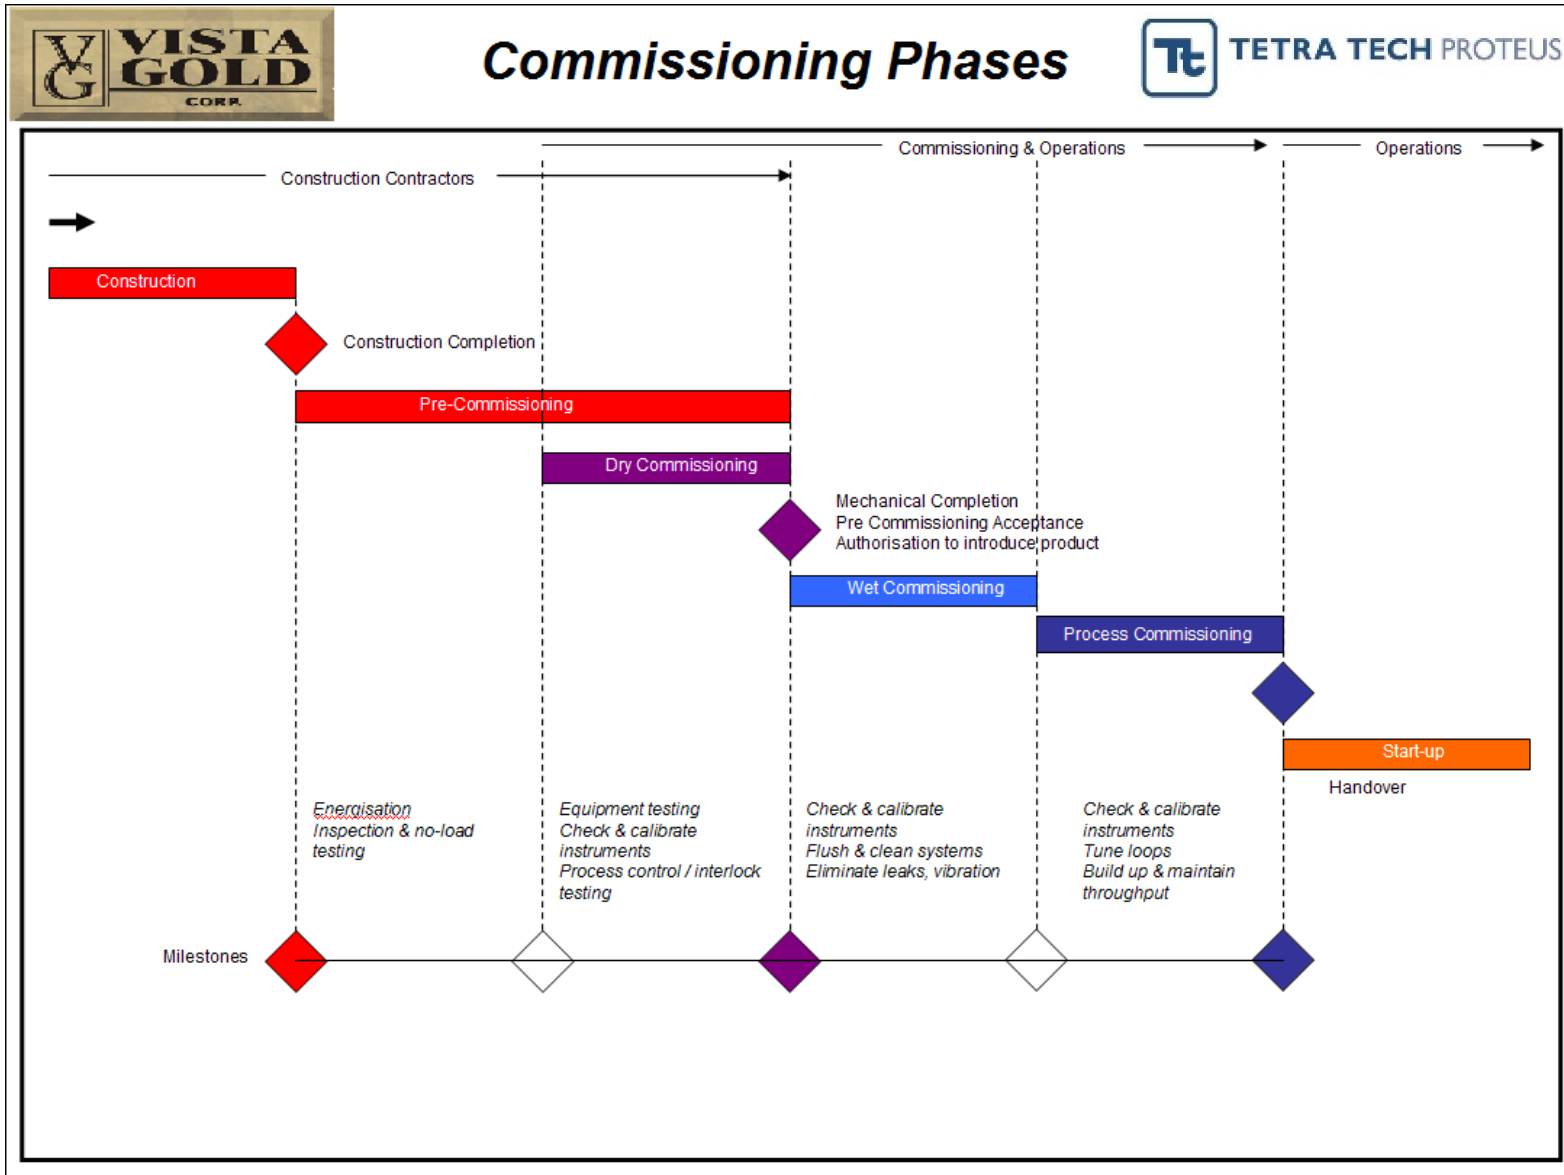 VG VISTA
GOLD
CORP.
Commissioning Phases
Tt TETRA TECH PROTEUS
Commissioning & Operations
Operations
Construction Contractors
Construction
Construction Completion
Pre-Commissioning
Dry Commissioning
Mechanical Completion
Pre Commissioning Acceptance
Authorisation to introduce product
Wet Commissioning
Process Commissioning
Start-up
Handover
Energisation
Inspection & no-load
testing
Equipment testing
Check & calibrate
instruments
Process control / interlock
testing
Check & calibrate
instruments
Flush & clean systems
Eliminate leaks, vibration
Check & calibrate
instruments
Tune loops
Build up & maintain
throughput
Milestones